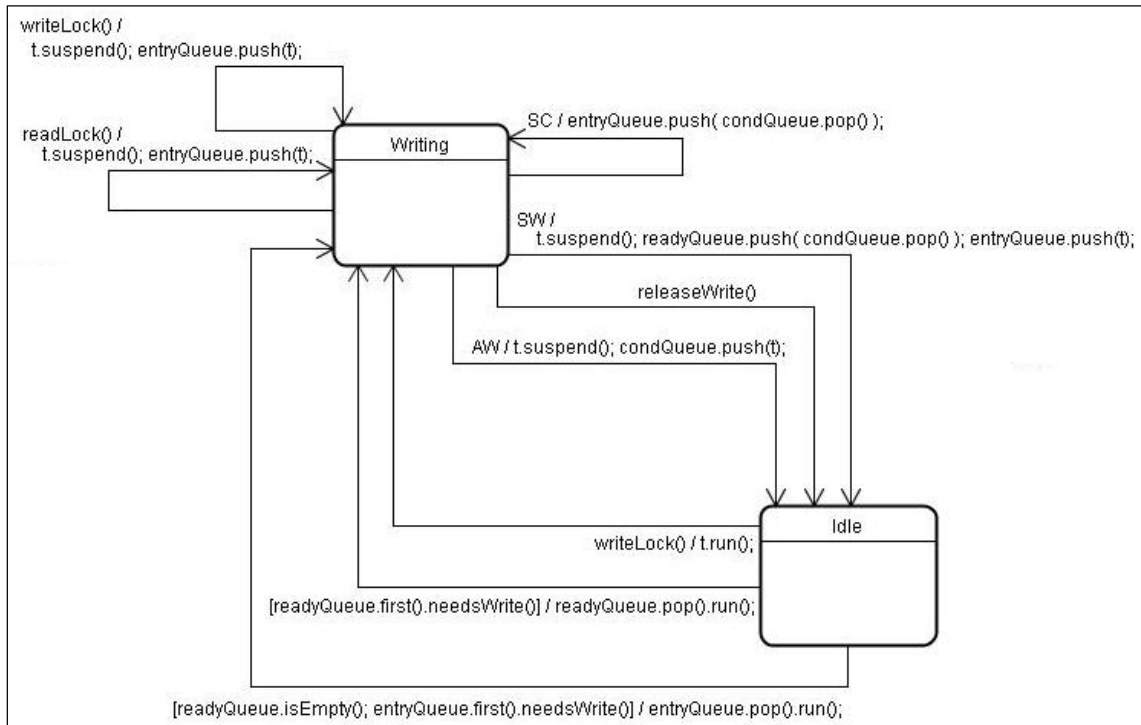 writeLock() /
t.suspend(); entryQueue.push(t);
readLock() /
t.suspend(); entryQueue.push(t);
Writing
SC / entryQueue.push( condQueue.pop() );
SW /
t.suspend(); readyQueue.push( condQueue.pop() ); entryQueue.push(t);
releaseWrite()
AW / t.suspend(); condQueue.push(t);
Idle
writeLock() / t.run();
[readyQueue.first().needsWrite()] / readyQueue.pop().run();
[readyQueue.isEmpty(); entryQueue.first().needsWrite()] / entryQueue.pop().run();